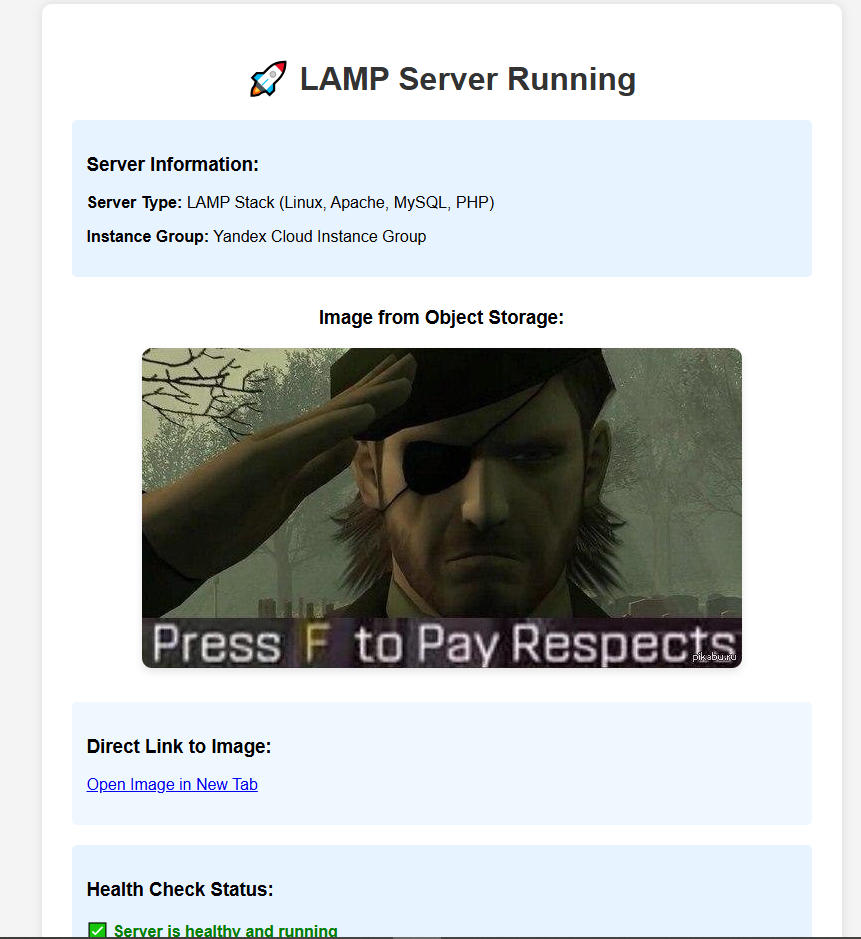 🚀 LAMP Server Running
Server Information:
Server Type: LAMP Stack (Linux, Apache, MySQL, PHP)
Instance Group: Yandex Cloud Instance Group
Image from Object Storage:
Press F to Pay Respects
pikabu.ru
Direct Link to Image:
Open Image in New Tab
Health Check Status:
✅ Server is healthy and running